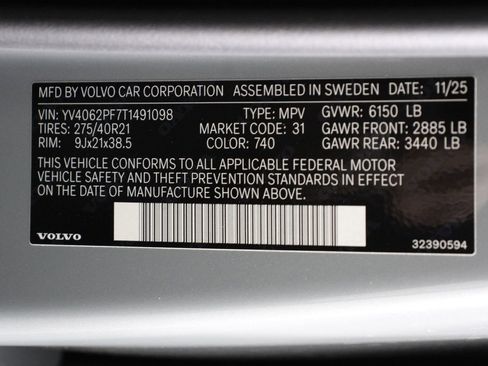 MFD BY VOLVO CAR CORPORATION ASSEMBLED IN SWEDEN DATE: 11/25
VIN: YV4062PF7T1491098 TYPE: MPV GVWR: 6150 LB
TIRES: 275/40R21 MARKET CODE: 31 GAWR FRONT: 2885 LB
RIM: 9Jx21x38.5 COLOR: 740 GAWR REAR: 3440 LB
THIS VEHICLE CONFORMS TO ALL APPLICABLE FEDERAL MOTOR
VEHICLE SAFETY AND THEFT PREVENTION STANDARDS IN EFFECT
ON THE DATE OF MANUFACTURE SHOWN ABOVE.
VOLVO 32390594